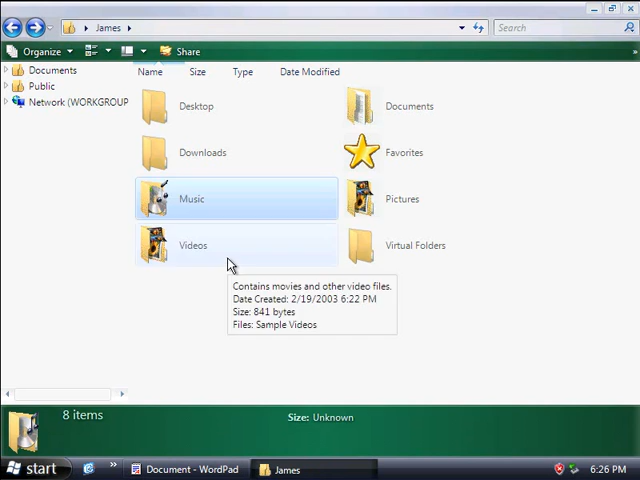 James
Search
Organize Share
Documents
Public
Network (WORKGROUP
Name Size Type Date Modified
Desktop Documents
Downloads Favorites
Music Pictures
Videos Virtual Folders
Contains movies and other video files.
Date Created: 2/19/2003 6:22 PM
Size: 841 bytes
Files: Sample Videos
8 items
Size: Unknown
start
Document - WordPad
James
6:26 PM